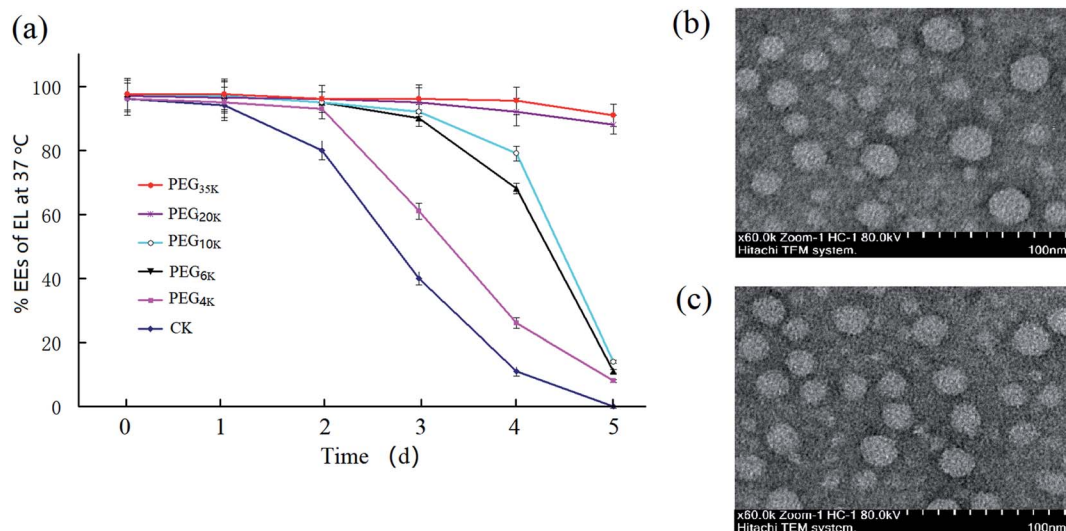 (a)
% EEs of EL at 37 ºC
100
80
60
40
20
0
PEG35K
PEG20K
PEG10K
PEG6K
PEG4K
CK
0 1 2 3 4 5
Time (d)
(b)
x60.0k Zoom-1 HC-1 80.0kV
Hitachi TEM system.
100nm
(c)
x60.0k Zoom-1 HC-1 80.0kV
Hitachi TEM system.
100nm